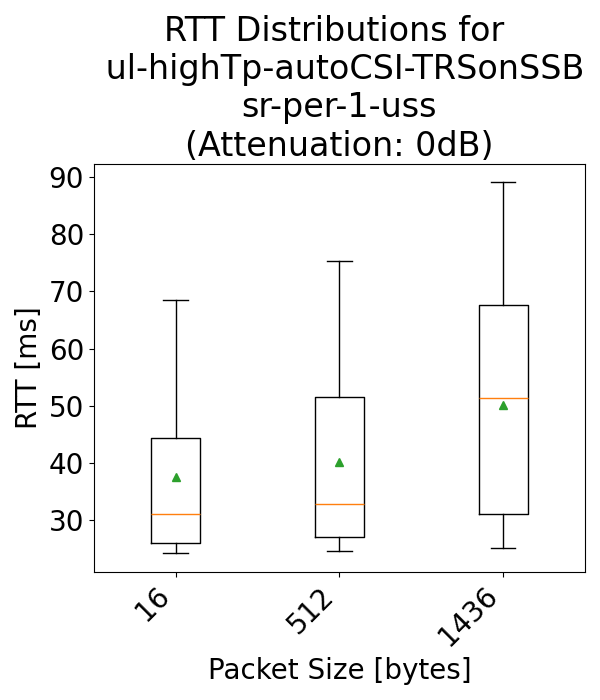 RTT Distributions for
ul-highTp-autoCSI-TRSonSSB
sr-per-1-uss
(Attenuation: 0dB)
90
80
70
60
50
40
30
RTT [ms]
16
512
1436
Packet Size [bytes]